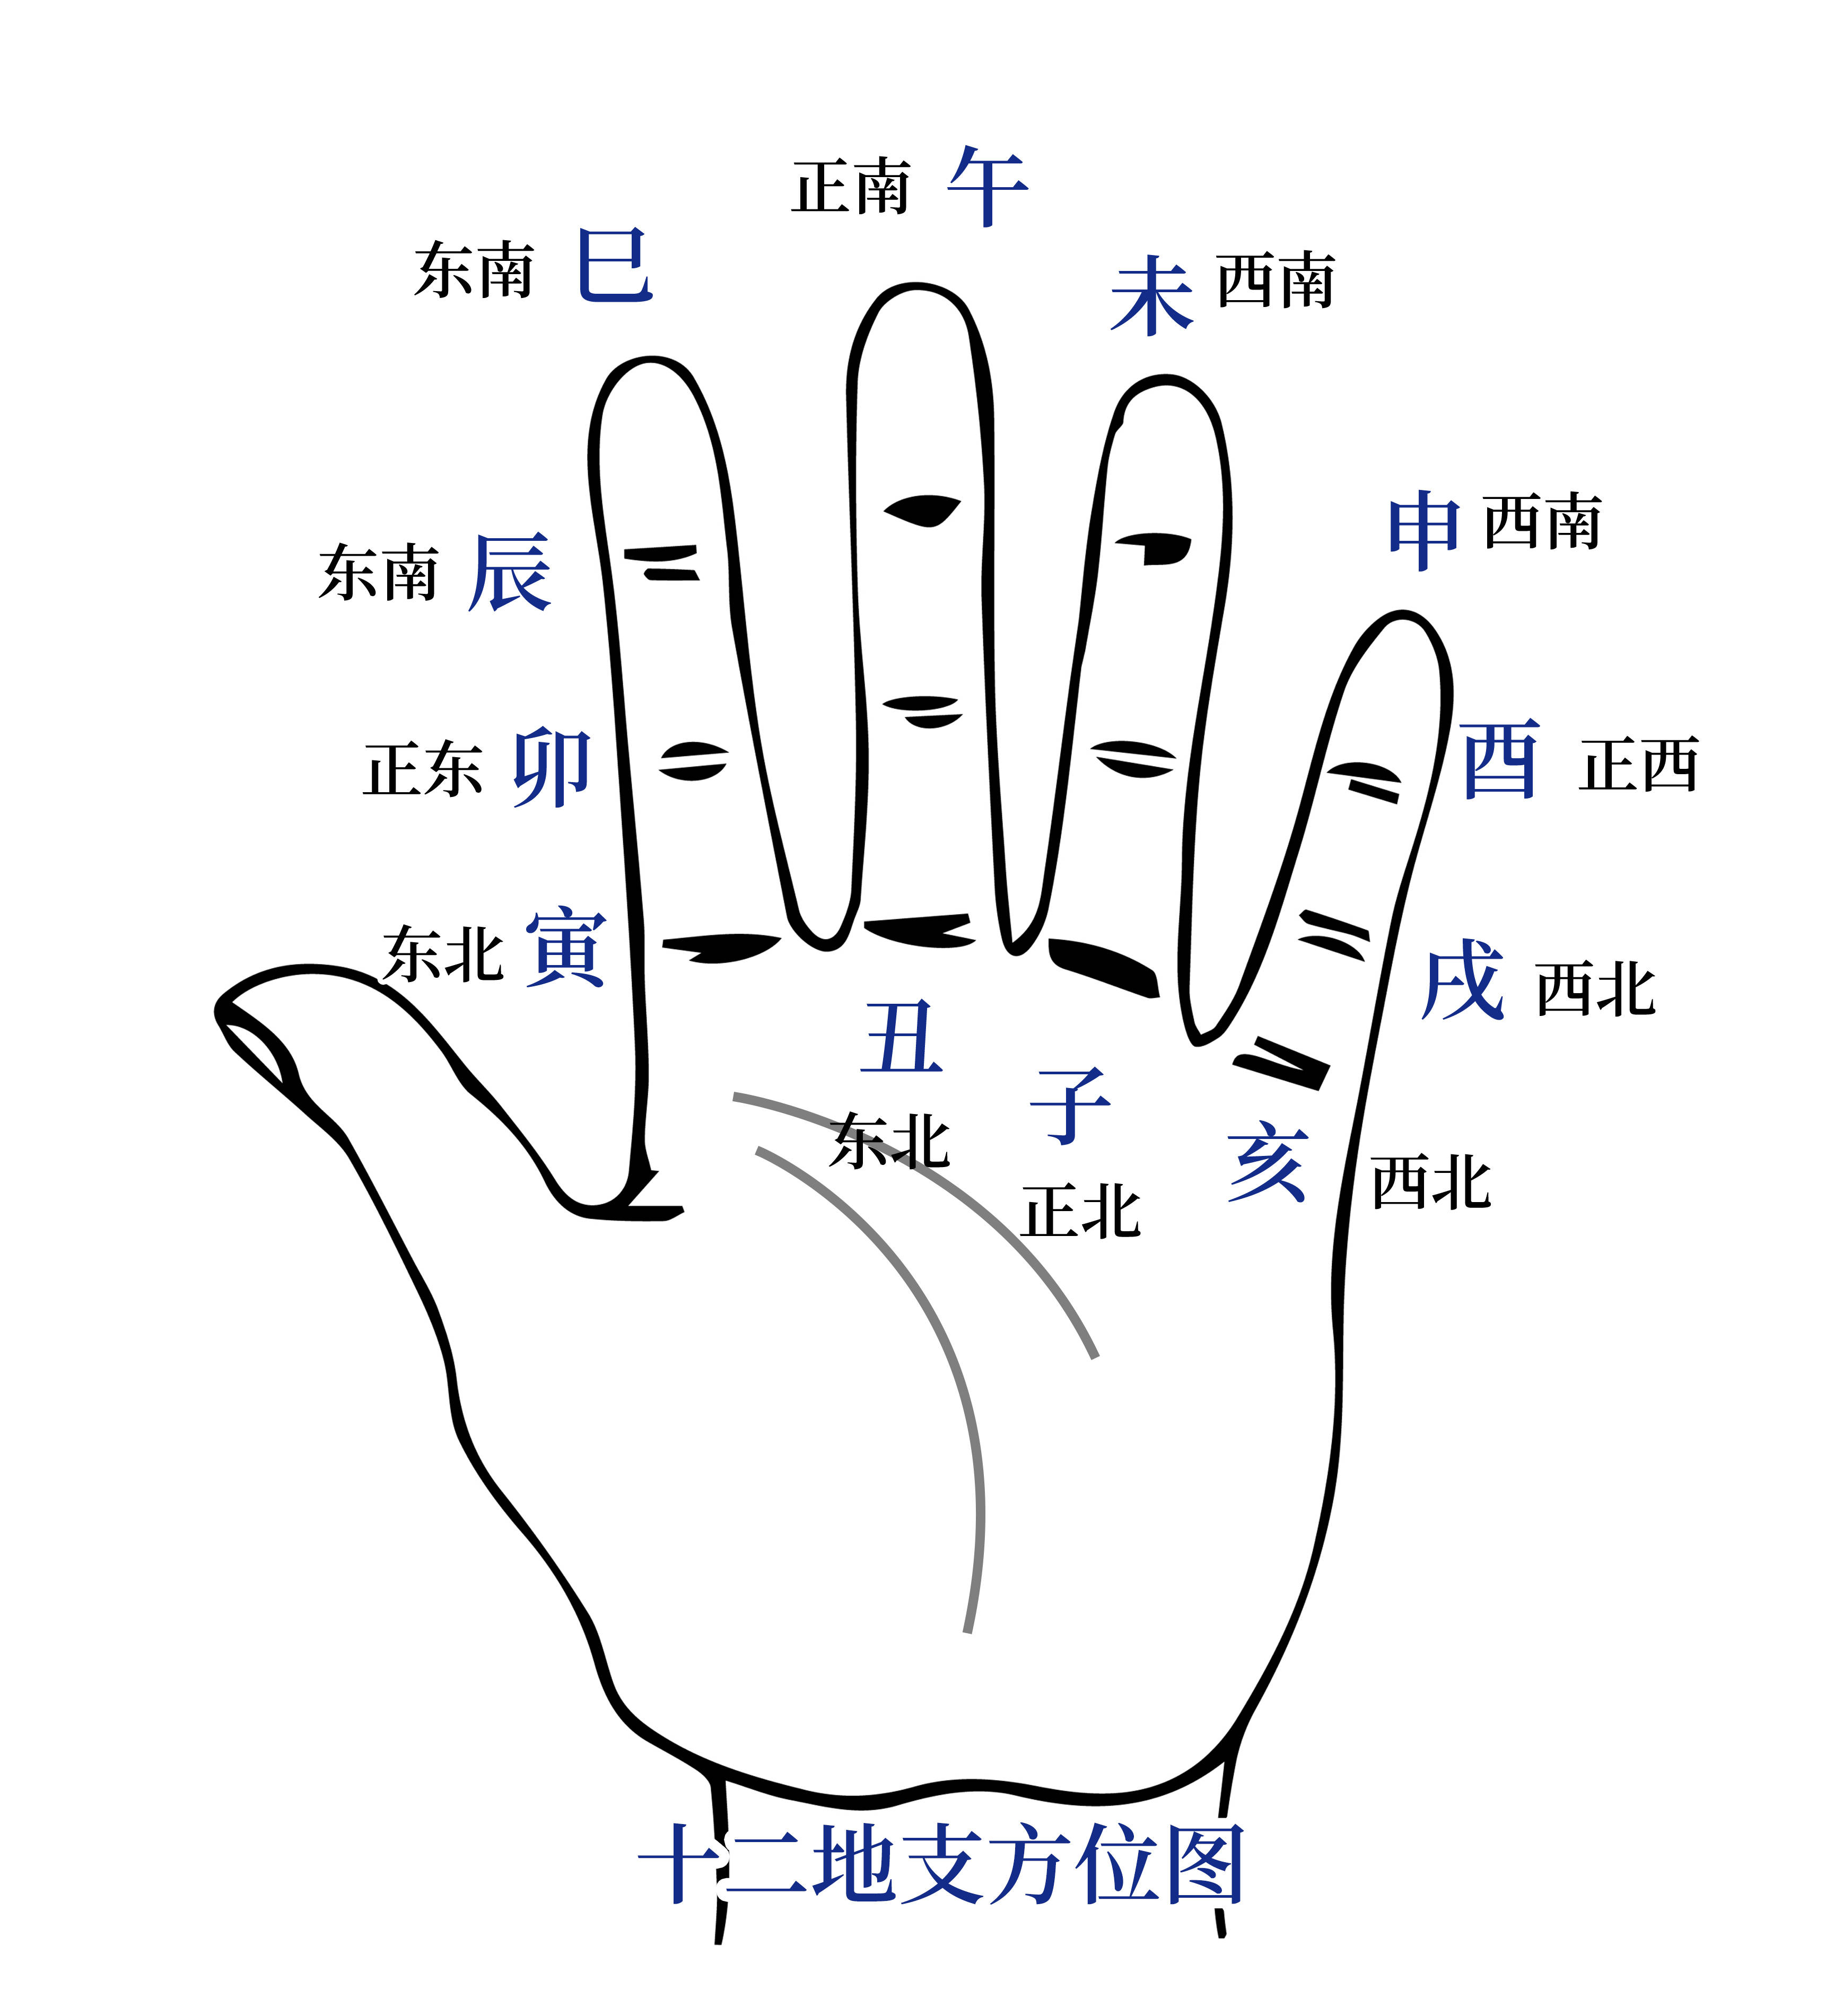 正南 午
东南 巳
未 西南
申 西南
东南 辰
正东 卯
酉 正西
东北 寅
戌 西北
丑
东北
子
正北
亥 西北
十二地支方位图